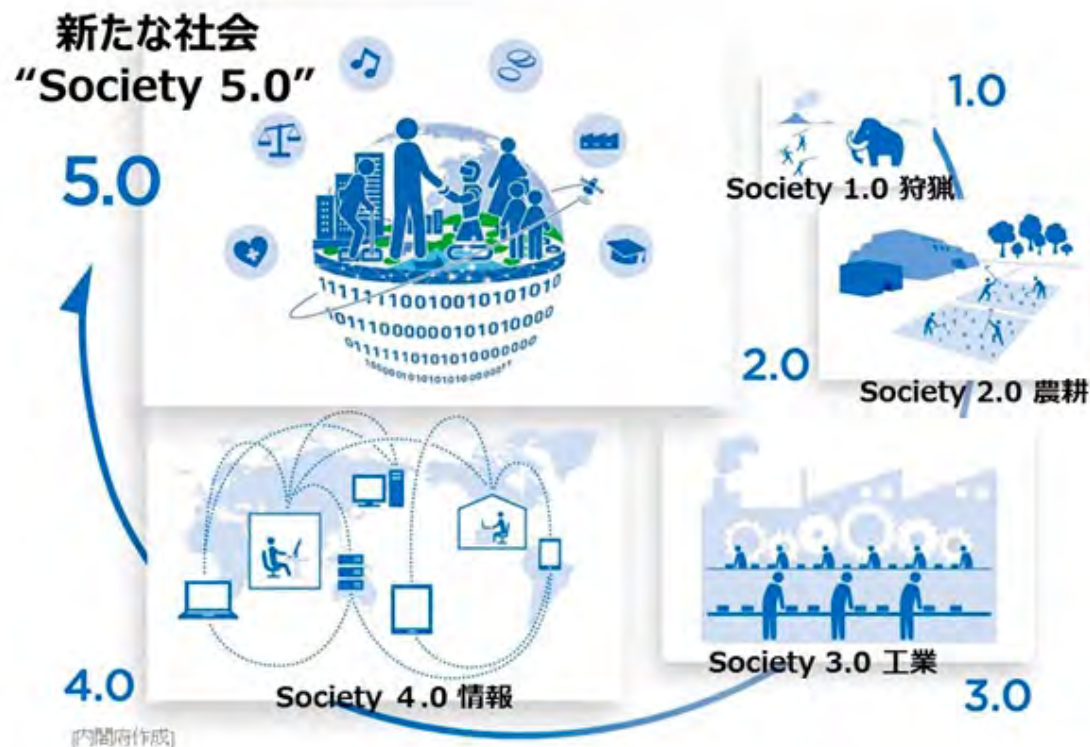 新たな社会
“Society 5.0”
5.0
1.0
Society 1.0 狩猟
2.0
Society 2.0 農耕
1111111001001010101010
4.0
Society 4.0 情報
Society 3.0 工業
3.0
[内閣府作成]